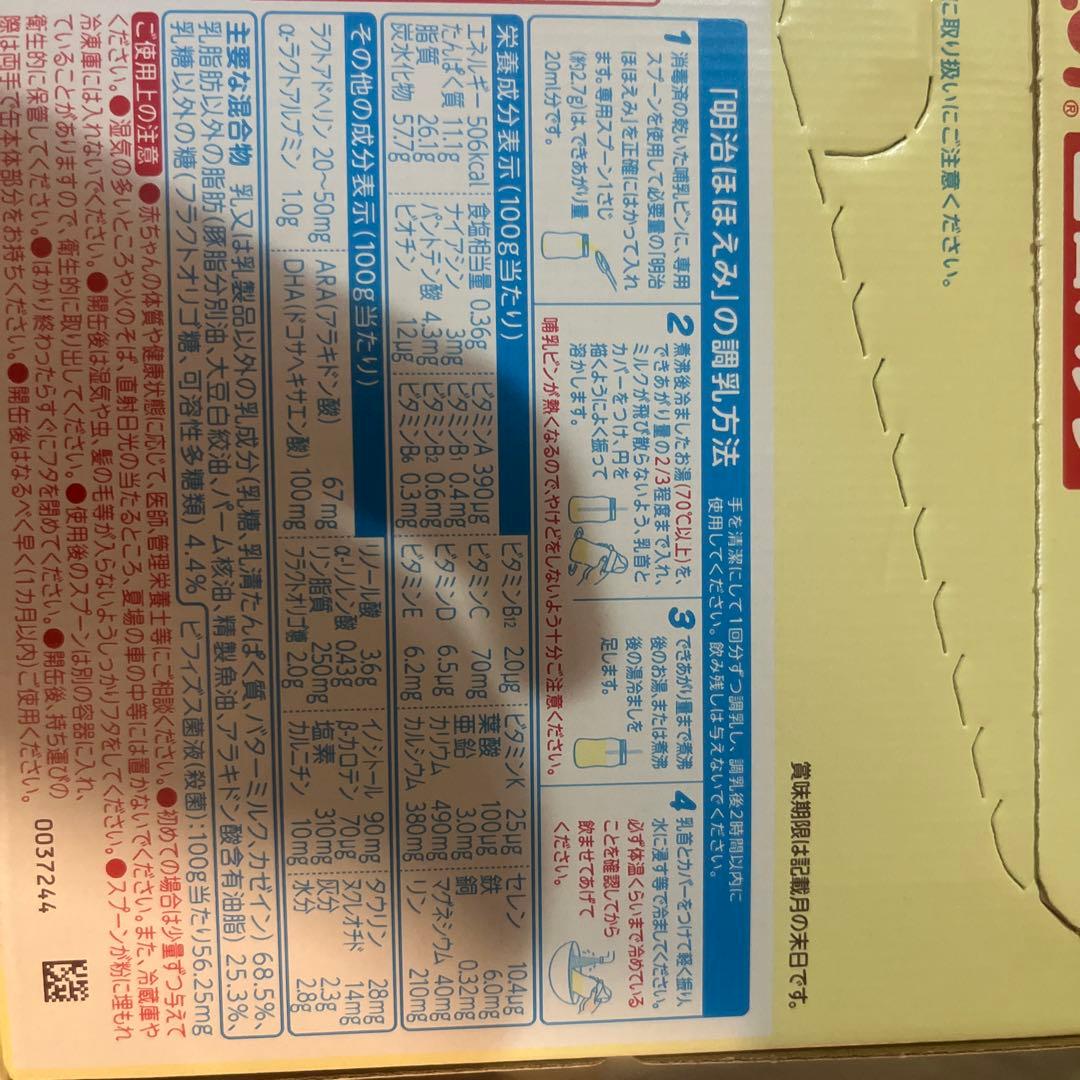 に取り扱いにご注意ください。
賞味期限は記載月の末日です。
「明治ほほえみ」の調乳方法
手を清潔にして1回分ずつ調乳し、調乳後2時間以内に
使用してください。飲み残しは与えないでください。
1 消毒済の乾いた哺乳ビンに、専用
スプーンを使用して必要量の「明治
ほほえみ」を正確にはかって入れ
ます。専用スプーン1さじ
(約2.7g)は、できあがり量
20ml分です。
2 煮沸後冷ましたお湯(70℃以上)を、
できあがり量の2/3程度まで入れ、
ミルクが飛び散らないよう、乳首と
カバーをつけ、円を
描くようによく振って
溶かします。
哺乳ビンが熱くなるので、やけどをしないよう十分ご注意ください。
3 できあがり量まで煮沸
後のお湯または煮沸
後の湯冷ましを
足します。
4 乳首とカバーをつけて軽く振り、
水に浸す等で冷ましてください。
必ず体温くらいまで冷めている
ことを確認してから
飲ませてあげて
ください。
栄養成分表示(100g当たり)
エネルギー 506kcal
たんぱく質 11.1g
脂質 26.1g
炭水化物 57.7g
食塩相当量 0.36g
ナイアシン 3mg
パントテン酸 4.3mg
ビオチン 12μg
ビタミンA 390μg
ビタミンB1 0.4mg
ビタミンB2 0.6mg
ビタミンB6 0.3mg
ビタミンB12 2.0μg
ビタミンC 70mg
ビタミンD 6.5μg
ビタミンE 6.2mg
ビタミンK 25μg
葉酸 100μg
亜鉛 3.0mg
カリウム 490mg
カルシウム 380mg
セレン 10.4μg
鉄 6.0mg
銅 0.32mg
マグネシウム 40mg
リン 210mg
その他の成分表示(100g当たり)
ラクトアドヘリン 20〜50mg
α-ラクトアルブミン 1.0g
ARA(アラキドン酸) 67mg
DHA(ドコサヘキサエン酸) 100mg
リノール酸 3.6g
α-リノレン酸 0.43g
リン脂質 250mg
フラクトオリゴ糖 2.0g
イノシトール 90mg
β-カロテン 70μg
塩素 310mg
カルニチン 10mg
タウリン 28mg
ヌクレオチド 14mg
灰分 2.3g
水分 2.8g
主要な混合物 乳又は乳製品以外の乳成分(乳糖、乳清たんぱく質、バターミルク、カゼイン) 68.5%、
乳脂肪以外の脂肪(豚脂分別油、大豆白絞油、パーム核油、精製魚油、アラキドン酸含有油脂) 25.3%、
乳糖以外の糖(フラクトオリゴ糖、可溶性多糖類) 4.4% ビフィズス菌液(殺菌):100g当たり56.25mg
ご使用上の注意 ●赤ちゃんの体質や健康状態に応じて、医師、管理栄養士等にご相談ください。●初めての場合は少量ずつ与えて
ください。●湿気の多いところや火のそば、直射日光の当たるところ、夏場の車の中等には置かないでください。また、冷蔵庫や
冷凍庫には入れないでください。●開缶後は湿気や虫、髪の毛等が入らないようしっかりフタをしてください。●スプーンが粉に埋もれ
ていることがありますので、衛生的に取り出してください。●使用後のスプーンは別の容器に入れ、
衛生的に保管してください。●はかり終わったらすぐにフタを閉めてください。●開缶後、持ち運びの
際は両手で缶本体部分をお持ちください。●開缶後はなるべく早く(1カ月以内)ご使用ください。
0037244